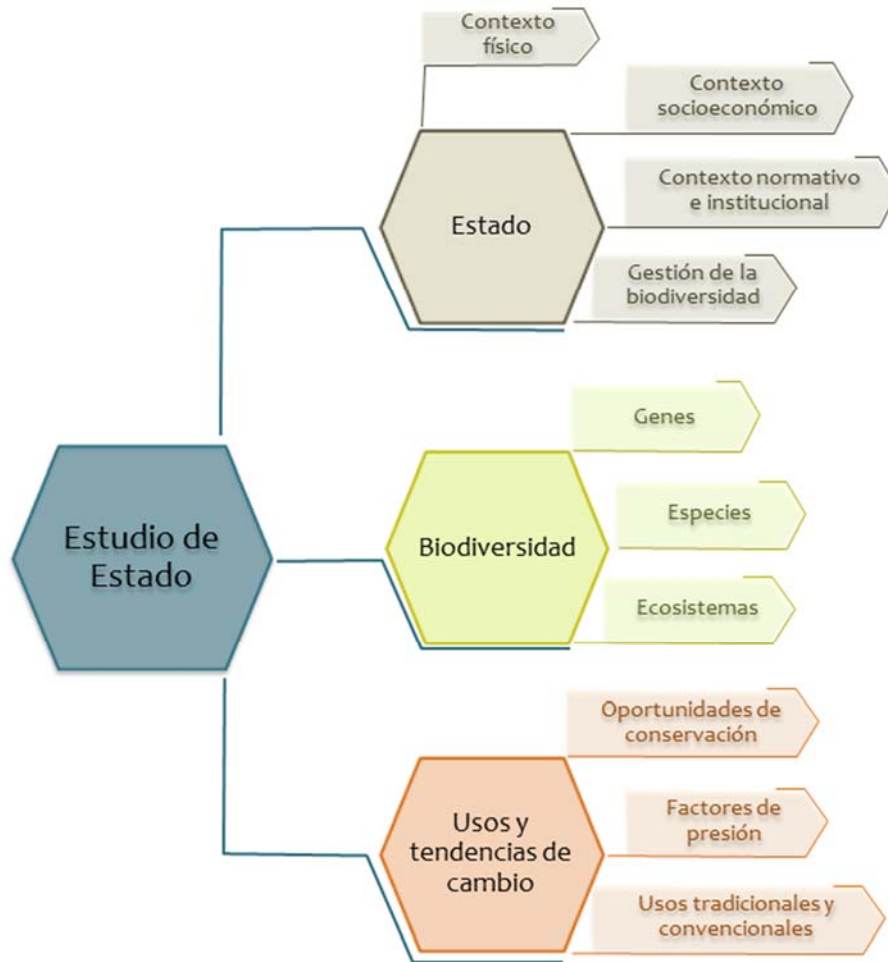 Contexto
físico
Contexto
socioeconómico
Contexto normativo
e institucional
Estado
Gestión de la
biodiversidad
Genes
Estudio de
Estado
Biodiversidad
Especies
Ecosistemas
Oportunidades de
conservación
Usos y
tendencias de
cambio
Factores de
presión
Usos tradicionales y
convencionales